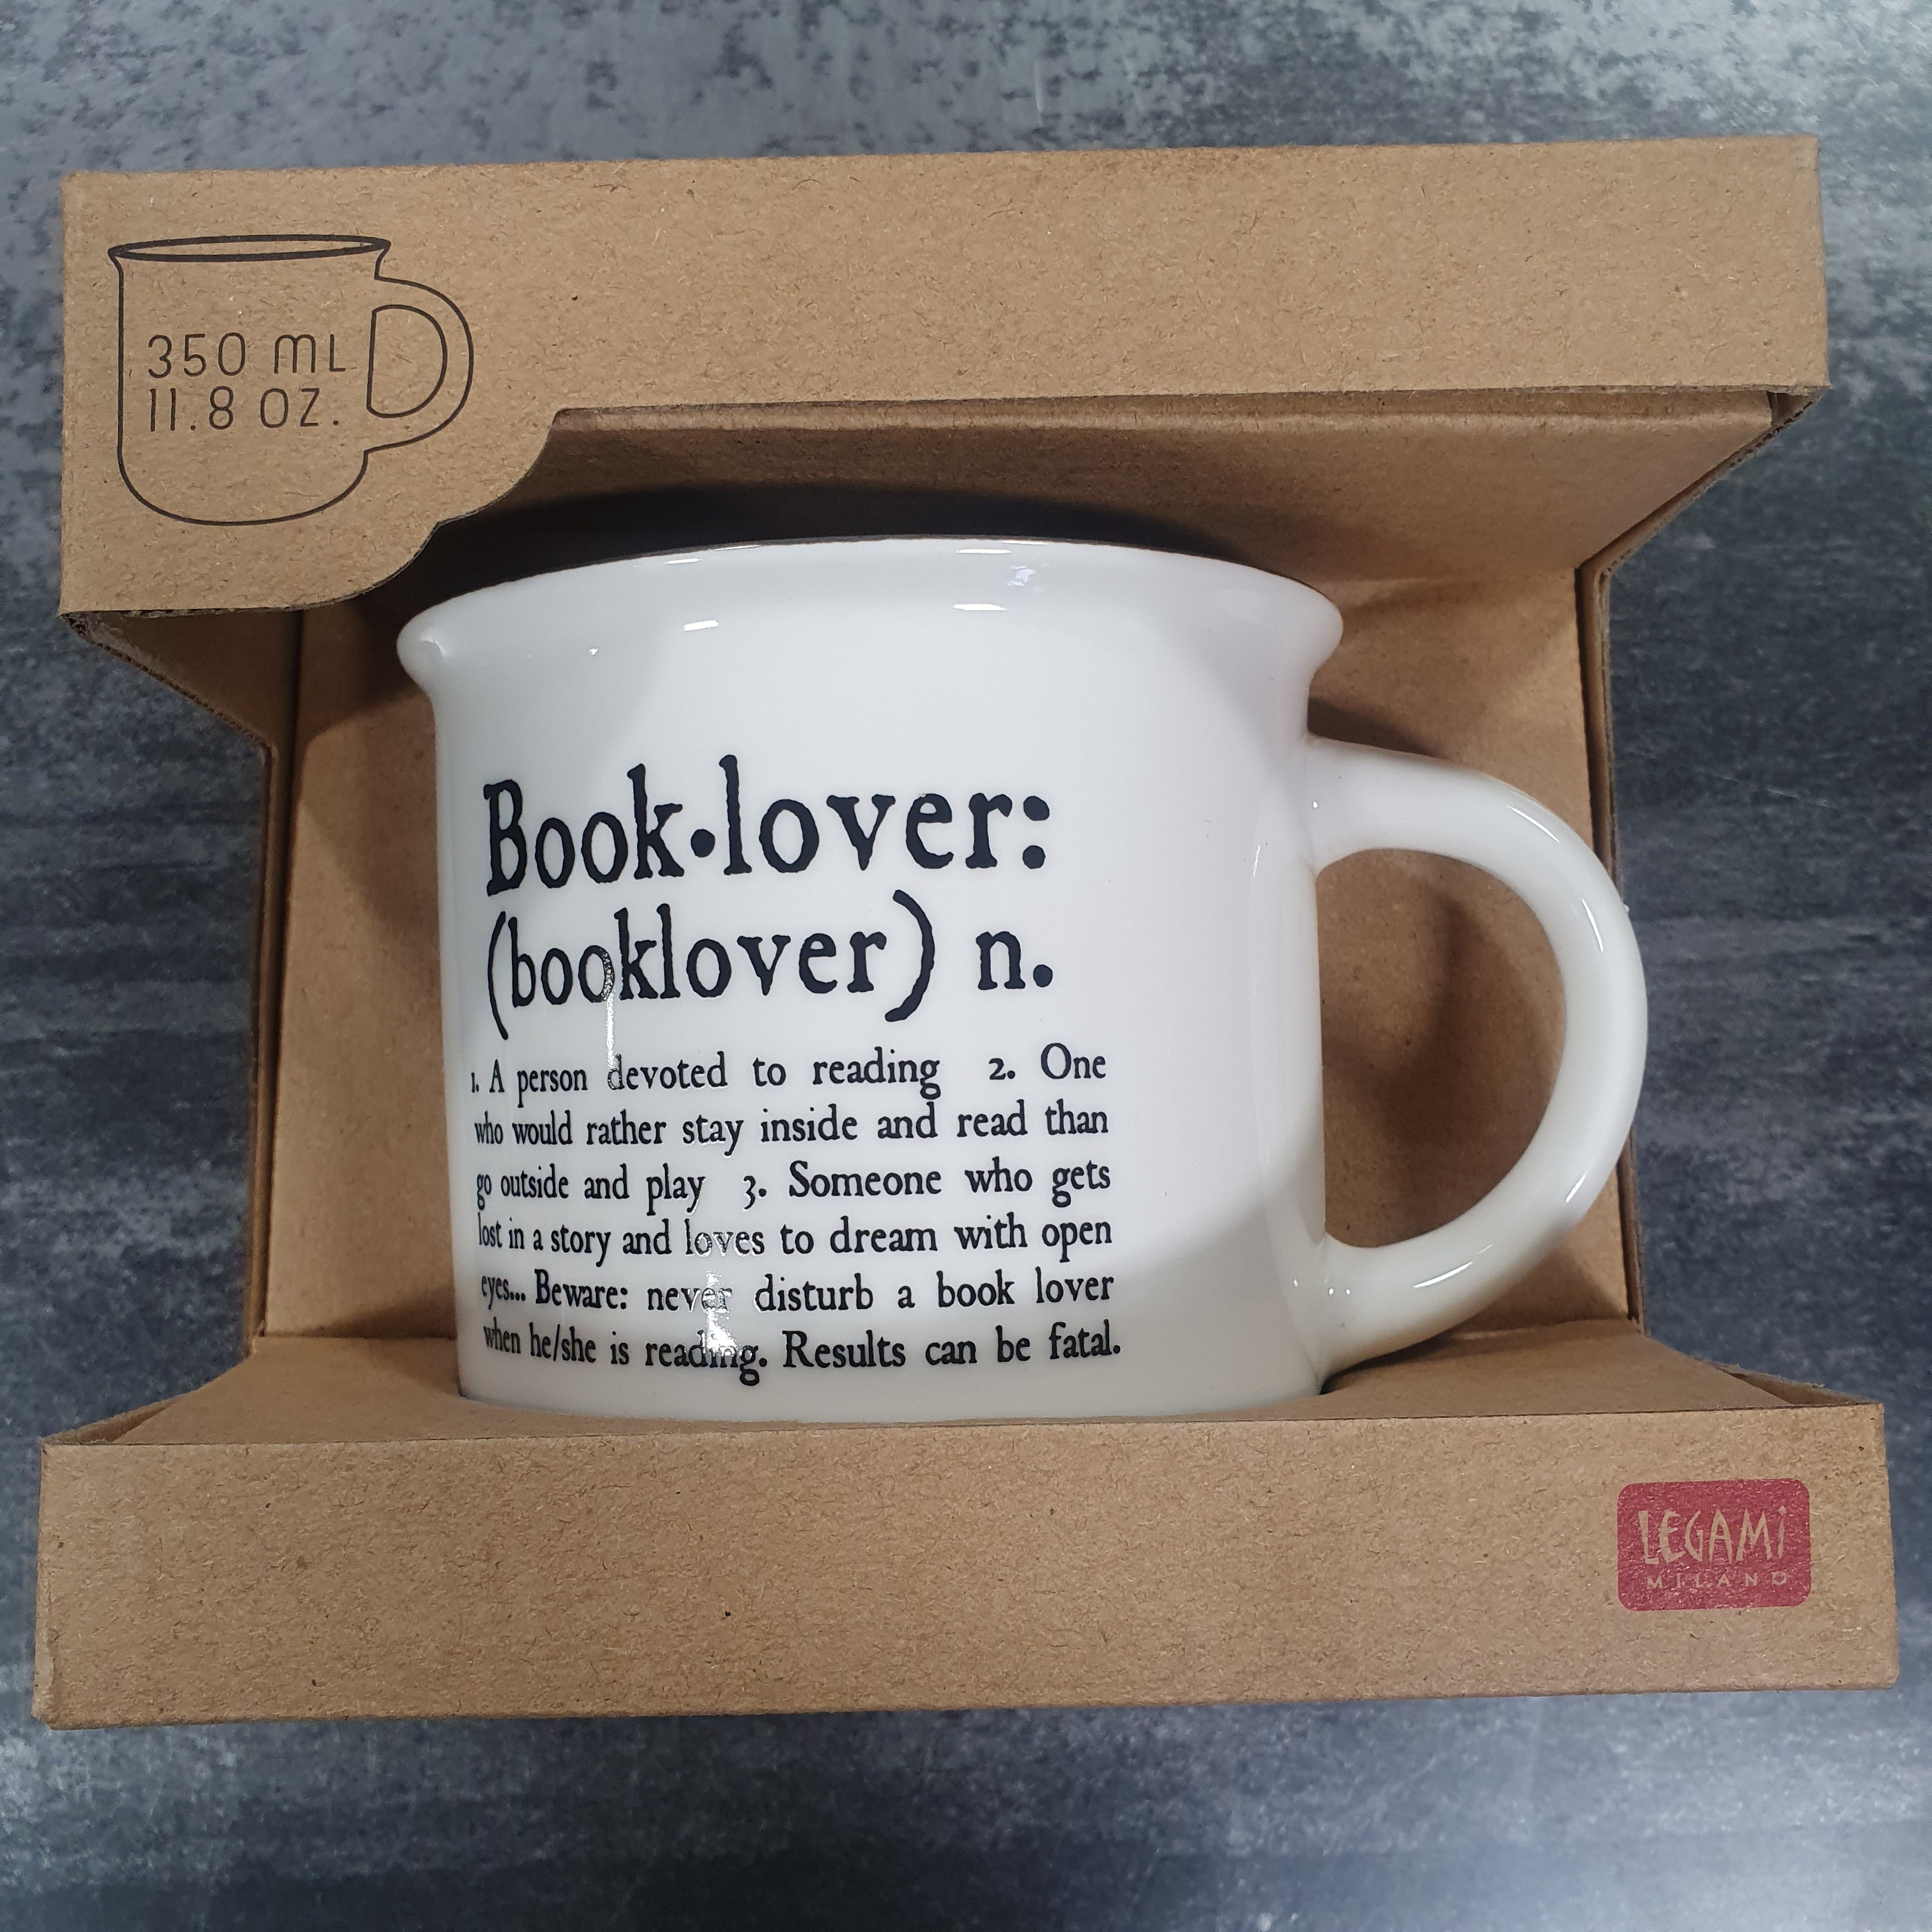 350 ML
11.8 OZ.
Book•lover:
(booklover) n.
1. A person devoted to reading 2. One
who would rather stay inside and read than
go outside and play 3. Someone who gets
lost in a story and loves to dream with open
eyes... Beware: never disturb a book lover
when he/she is reading. Results can be fatal.
LEGAMi
MILANO